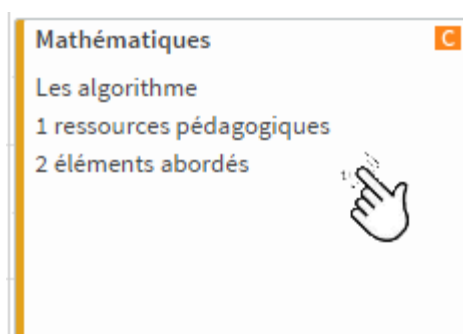 Mathématiques C
Les algorithme
1 ressources pédagogiques
2 éléments abordés